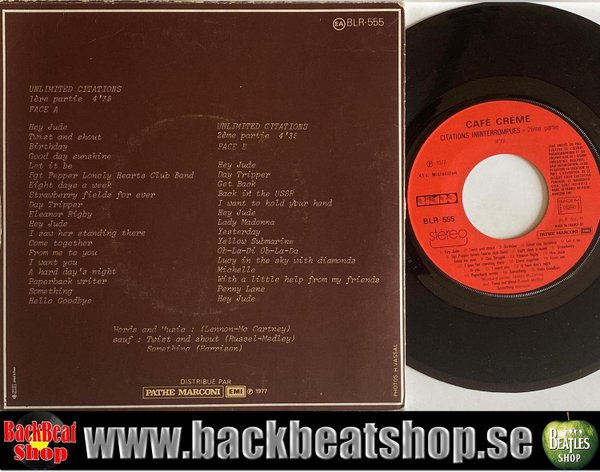 EA BLR-555
UNLIMITED CITATIONS
1ère partie 4'35
FACE A
Hey Jude
Twist and shout
Birthday
Good day sunshine
Let it be
Sgt Pepper Lonely Hearts Club Band
Eight days a week
Strawberry fields for ever
Day Tripper
Eleanor Rigby
Hey Jude
I saw her standing there
Come together
From me to you
I want you
A hard day's night
Paperback writer
Something
Hello Goodbye
UNLIMITED CITATIONS
2ème partie 4'35
FACE B
Hey Jude
Day Tripper
Get Back
Back in the USSR
I want to hold your hand
Hey Jude
Lady Madonna
Yesterday
Yellow Submarine
Ob-La-Di Ob-La-Da
Lucy in the sky with diamonds
Michelle
With a little help from my friends
Penny Lane
Hey Jude
Words and Music : (Lennon-Mc Cartney)
sauf : Twist and shout (Russel-Medley)
Something (Harrison)
DISTRIBUE PAR
PATHE MARCONI EMI ℗ 1977
PHOTOS H. VASSAL
CAFÉ CRÈME
CITATIONS ININTERROMPUES - 2ème partie
℗ 1977
BLR 555
stéréo
PATHE MARCONI EMI
BackBeat
Shop
www.backbeatshop.se
BEATLES
SHOP